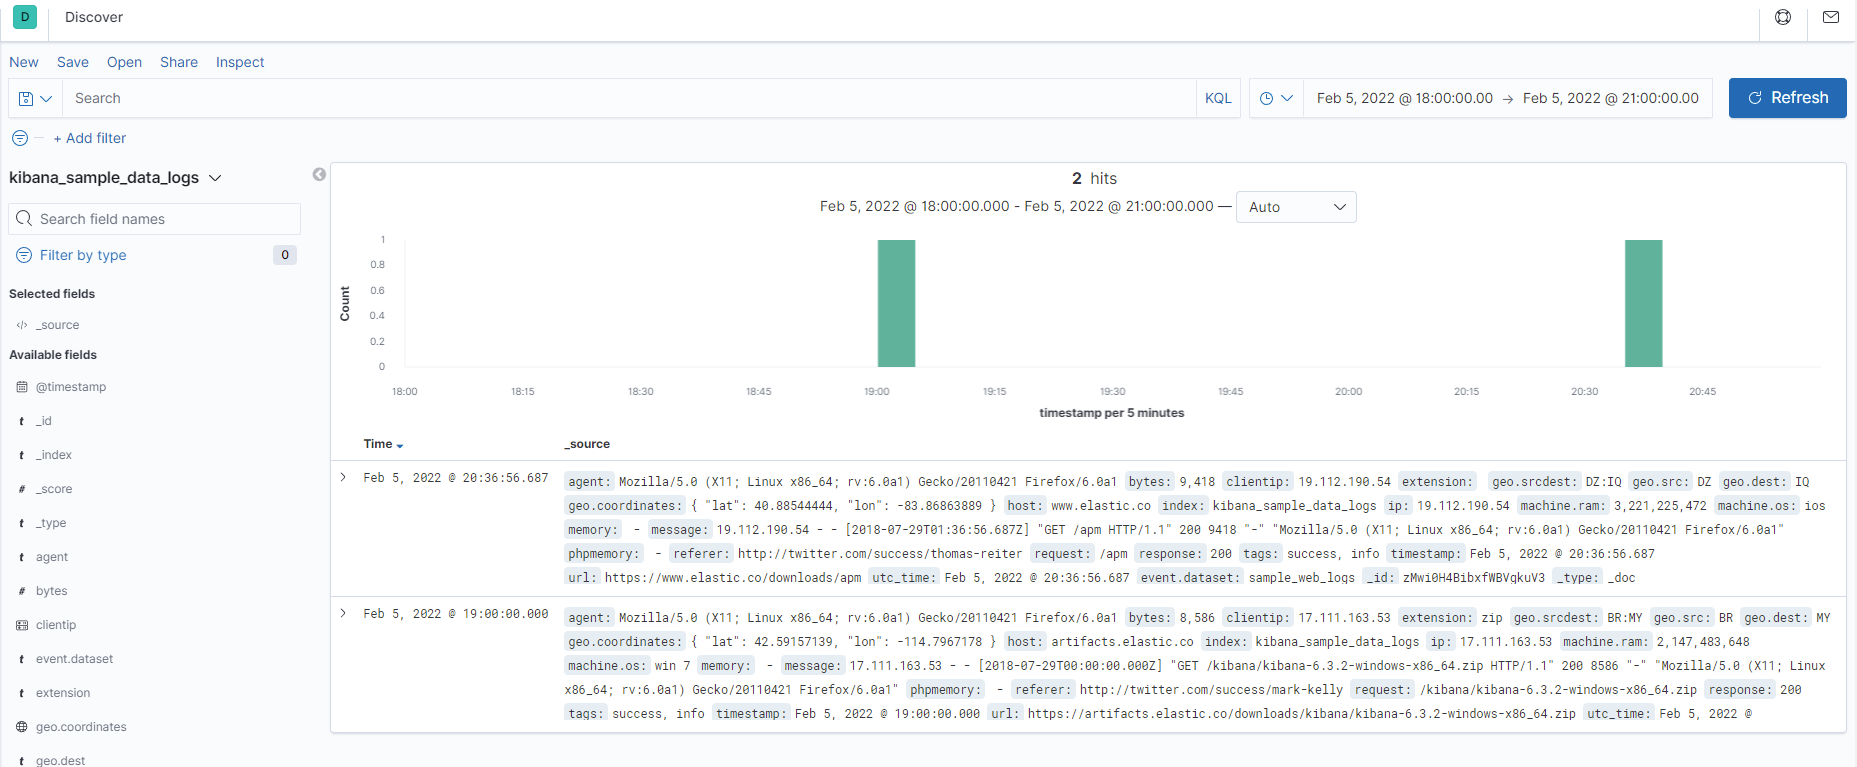 D Discover
New Save Open Share Inspect
Search KQL Feb 5, 2022 @ 18:00:00.00 → Feb 5, 2022 @ 21:00:00.00 Refresh
+ Add filter
kibana_sample_data_logs
Search field names
Filter by type 0
Selected fields
</> _source
Available fields
@timestamp
t _id
t _index
# _score
t _type
t agent
# bytes
clientip
t event.dataset
t extension
geo.coordinates
t geo.dest
2 hits
Feb 5, 2022 @ 18:00:00.000 - Feb 5, 2022 @ 21:00:00.000 — Auto
Count
1
0.8
0.6
0.4
0.2
0
18:00 18:15 18:30 18:45 19:00 19:15 19:30 19:45 20:00 20:15 20:30 20:45
timestamp per 5 minutes
Time _source
Feb 5, 2022 @ 20:36:56.687 agent: Mozilla/5.0 (X11; Linux x86_64; rv:6.0a1) Gecko/20110421 Firefox/6.0a1 bytes: 9,418 clientip: 19.112.190.54 extension: geo.srcdest: DZ:IQ geo.src: DZ geo.dest: IQ
geo.coordinates: { "lat": 40.88544444, "lon": -83.86863889 } host: www.elastic.co index: kibana_sample_data_logs ip: 19.112.190.54 machine.ram: 3,221,225,472 machine.os: ios
memory: - message: 19.112.190.54 - - [2018-07-29T01:36:56.687Z] "GET /apm HTTP/1.1" 200 9418 "-" "Mozilla/5.0 (X11; Linux x86_64; rv:6.0a1) Gecko/20110421 Firefox/6.0a1"
phpmemory: - referer: http://twitter.com/success/thomas-reiter request: /apm response: 200 tags: success, info timestamp: Feb 5, 2022 @ 20:36:56.687
url: https://www.elastic.co/downloads/apm utc_time: Feb 5, 2022 @ 20:36:56.687 event.dataset: sample_web_logs _id: zMwi0H4BibxfWBVgkuV3 _type: _doc
Feb 5, 2022 @ 19:00:00.000 agent: Mozilla/5.0 (X11; Linux x86_64; rv:6.0a1) Gecko/20110421 Firefox/6.0a1 bytes: 8,586 clientip: 17.111.163.53 extension: zip geo.srcdest: BR:MY geo.src: BR geo.dest: MY
geo.coordinates: { "lat": 42.59157139, "lon": -114.7967178 } host: artifacts.elastic.co index: kibana_sample_data_logs ip: 17.111.163.53 machine.ram: 2,147,483,648
machine.os: win 7 memory: - message: 17.111.163.53 - - [2018-07-29T00:00:00.000Z] "GET /kibana/kibana-6.3.2-windows-x86_64.zip HTTP/1.1" 200 8586 "-" "Mozilla/5.0 (X11; Linux
x86_64; rv:6.0a1) Gecko/20110421 Firefox/6.0a1" phpmemory: - referer: http://twitter.com/success/mark-kelly request: /kibana/kibana-6.3.2-windows-x86_64.zip response: 200
tags: success, info timestamp: Feb 5, 2022 @ 19:00:00.000 url: https://artifacts.elastic.co/downloads/kibana/kibana-6.3.2-windows-x86_64.zip utc_time: Feb 5, 2022 @